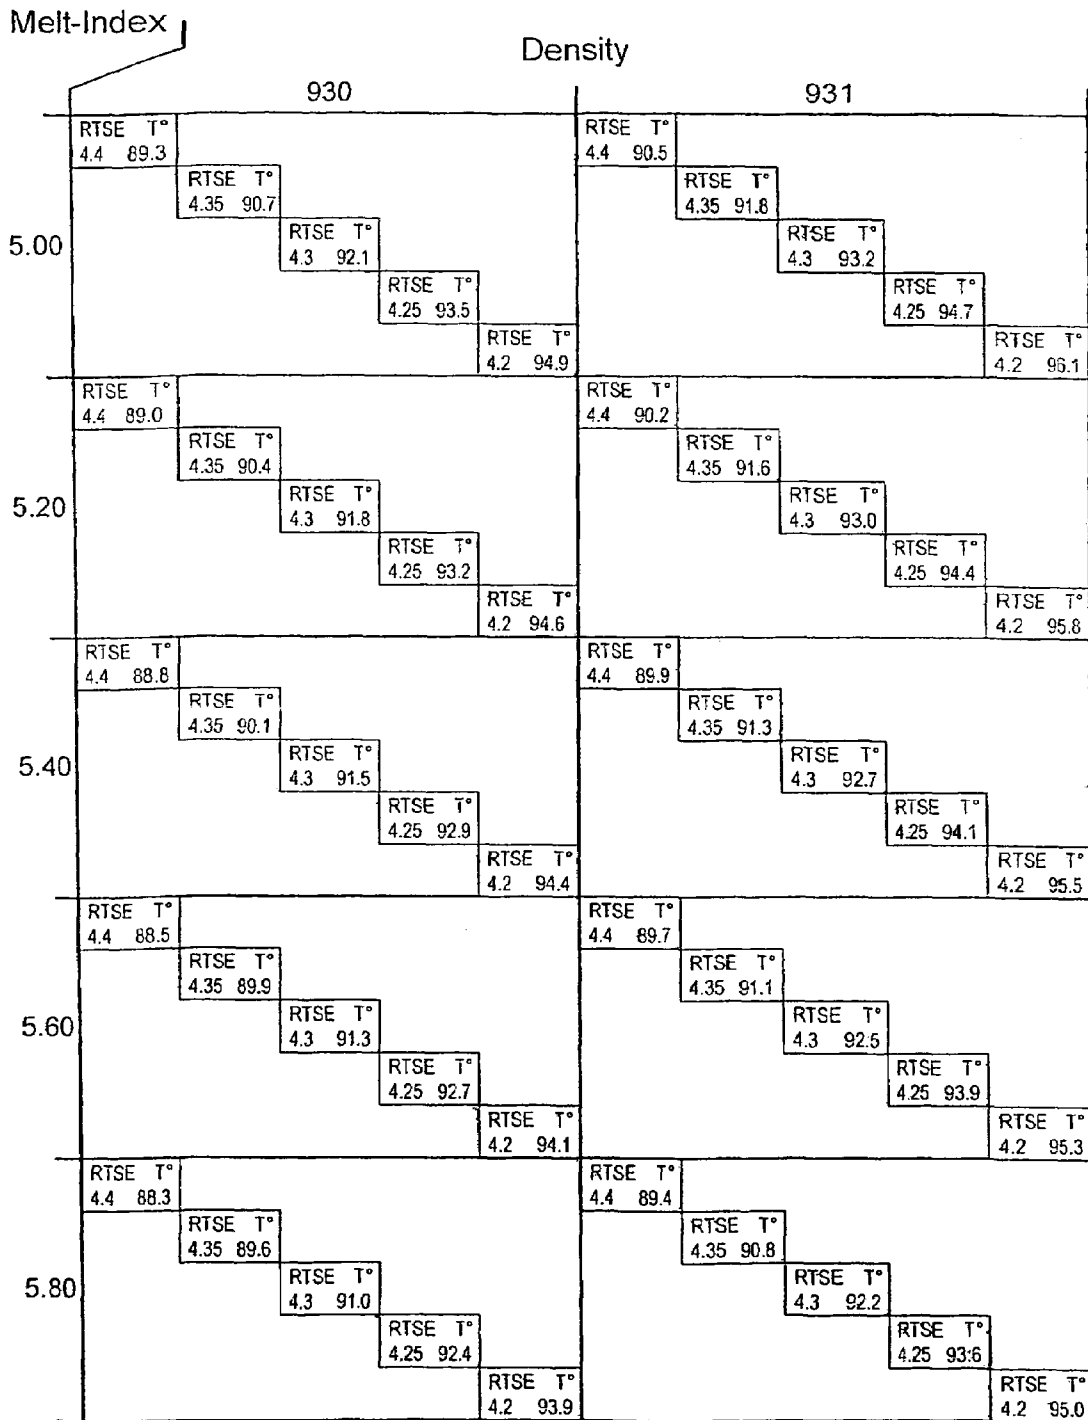 Melt-Index
Density
930 931
RTSE T° RTSE T°
4.4 89.3 4.4 90.5
RTSE T° RTSE T°
4.35 90.7 4.35 91.8
5.00
RTSE T° RTSE T°
4.3 92.1 4.3 93.2
RTSE T° RTSE T°
4.25 93.5 4.25 94.7
RTSE T° RTSE T°
4.2 94.9 4.2 96.1
RTSE T° RTSE T°
4.4 89.0 4.4 90.2
RTSE T° RTSE T°
4.35 90.4 4.35 91.6
5.20
RTSE T° RTSE T°
4.3 91.8 4.3 93.0
RTSE T° RTSE T°
4.25 93.2 4.25 94.4
RTSE T° RTSE T°
4.2 94.6 4.2 95.8
RTSE T° RTSE T°
4.4 88.8 4.4 89.9
RTSE T° RTSE T°
4.35 90.1 4.35 91.3
5.40
RTSE T° RTSE T°
4.3 91.5 4.3 92.7
RTSE T° RTSE T°
4.25 92.9 4.25 94.1
RTSE T° RTSE T°
4.2 94.4 4.2 95.5
RTSE T° RTSE T°
4.4 88.5 4.4 89.7
RTSE T° RTSE T°
4.35 89.9 4.35 91.1
5.60
RTSE T° RTSE T°
4.3 91.3 4.3 92.5
RTSE T° RTSE T°
4.25 92.7 4.25 93.9
RTSE T° RTSE T°
4.2 94.1 4.2 95.3
RTSE T° RTSE T°
4.4 88.3 4.4 89.4
RTSE T° RTSE T°
4.35 89.6 4.35 90.8
5.80
RTSE T° RTSE T°
4.3 91.0 4.3 92.2
RTSE T° RTSE T°
4.25 92.4 4.25 93.6
RTSE T° RTSE T°
4.2 93.9 4.2 95.0